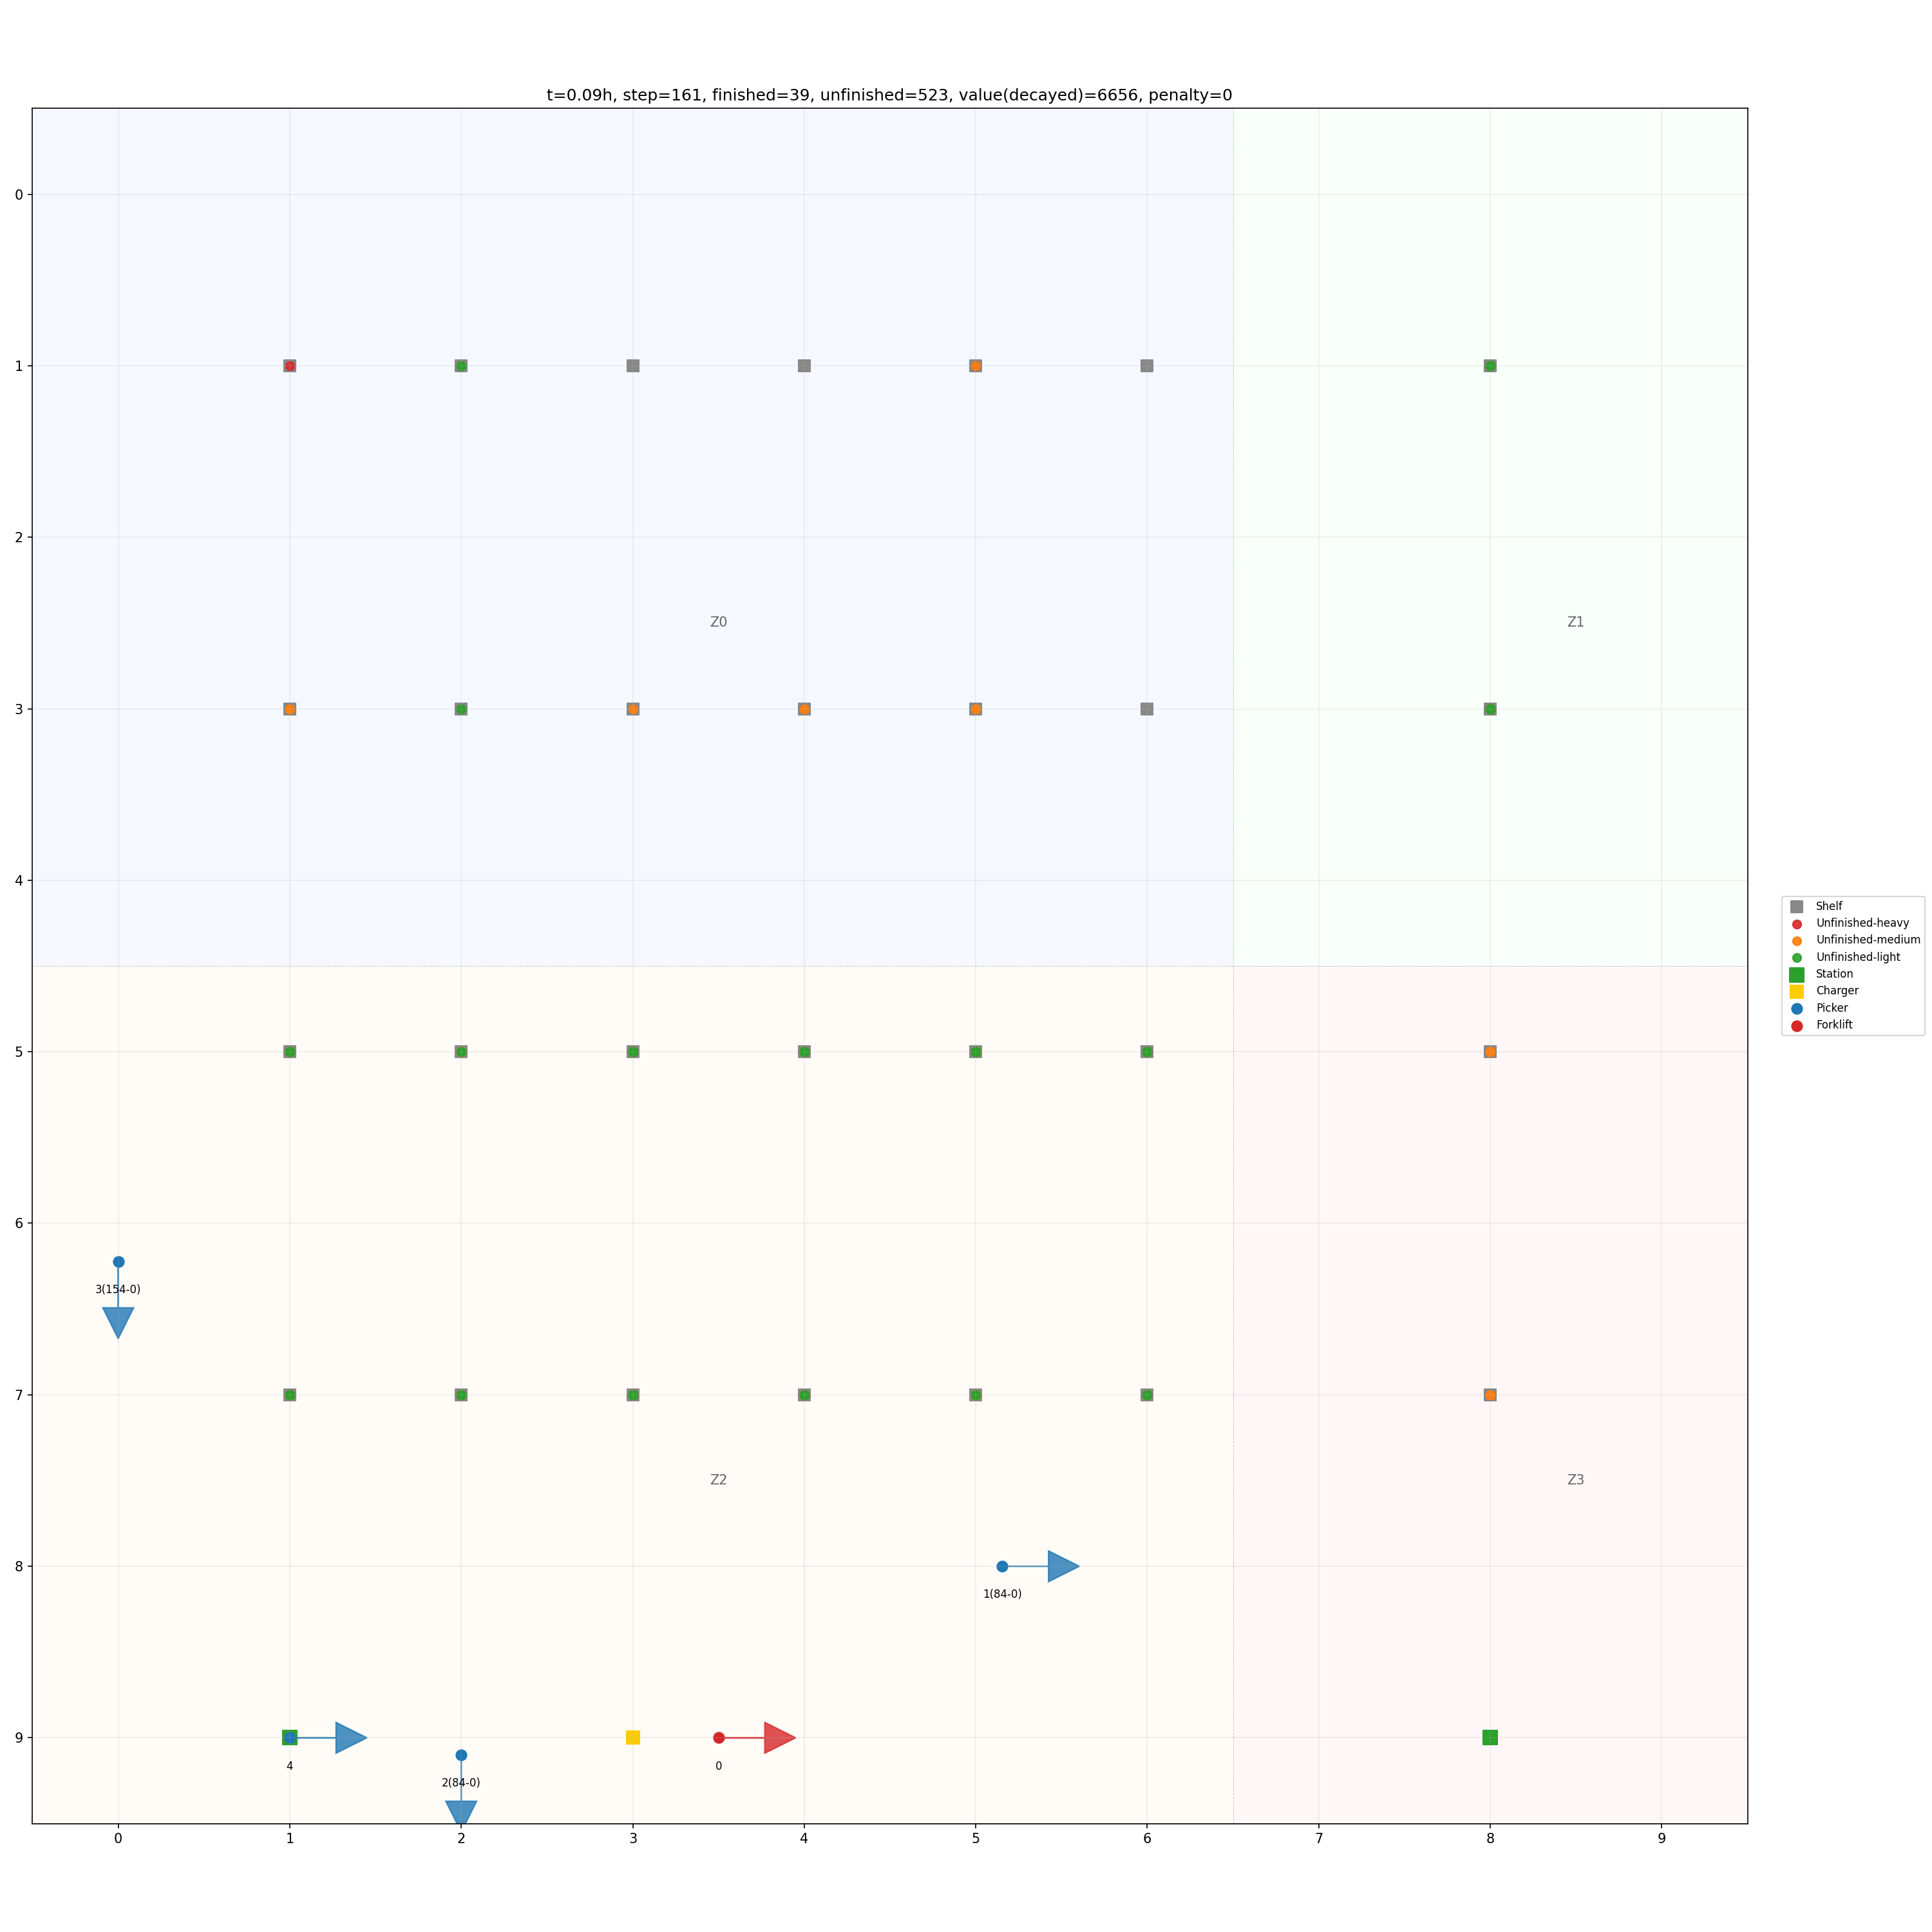 t=0.09h, step=161, finished=39, unfinished=523, value(decayed)=6656, penalty=0
0
1
2
Z0
Z1
3
4
Shelf
Unfinished-heavy
Unfinished-medium
Unfinished-light
Station
Charger
Picker
Forklift
5
6
3(154-0)
7
Z2
Z3
8
1(84-0)
9
4
2(84-0)
0
0 1 2 3 4 5 6 7 8 9